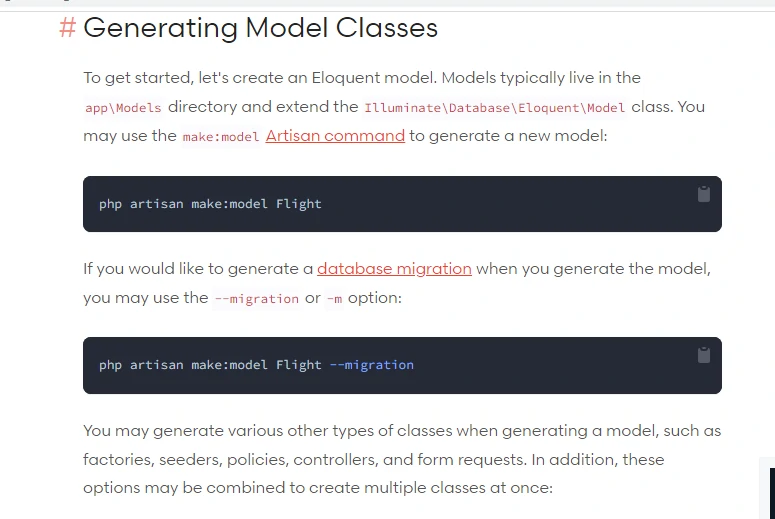 # Generating Model Classes
To get started, let's create an Eloquent model. Models typically live in the
app\Models directory and extend the Illuminate\Database\Eloquent\Model class. You
may use the make:model Artisan command to generate a new model:
php artisan make:model Flight
If you would like to generate a database migration when you generate the model,
you may use the --migration or -m option:
php artisan make:model Flight --migration
You may generate various other types of classes when generating a model, such as
factories, seeders, policies, controllers, and form requests. In addition, these
options may be combined to create multiple classes at once: